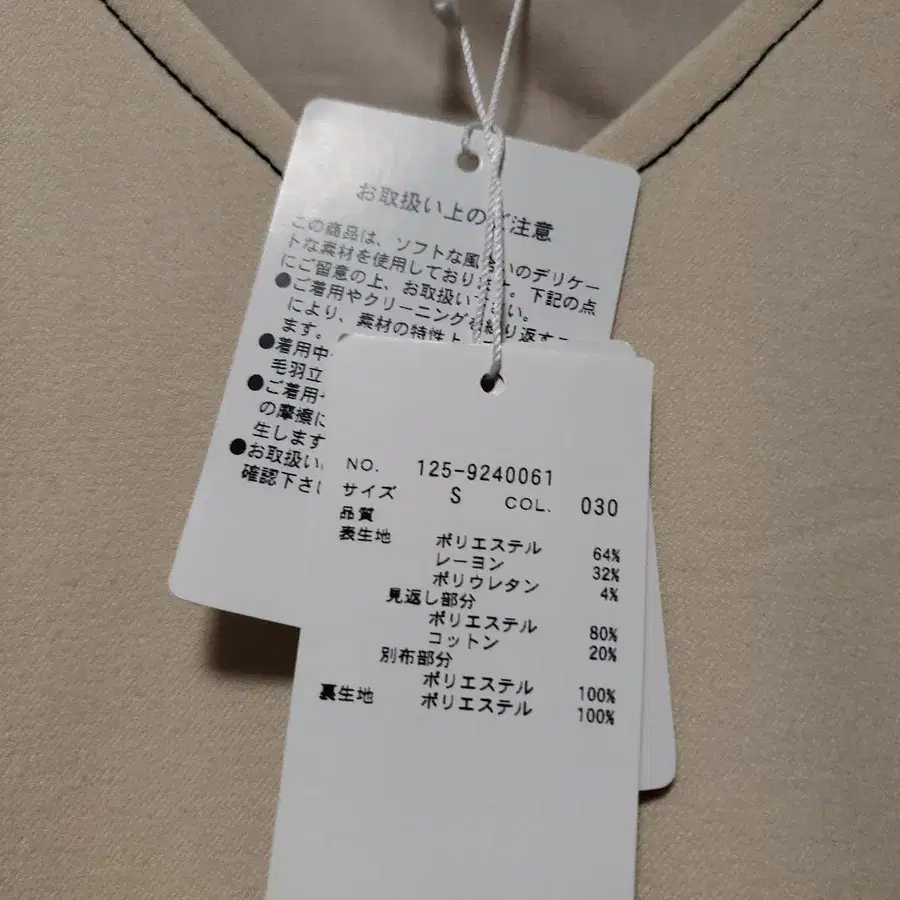 お取扱い上のご注意
この商品は、ソフトな風合いのデリケー
トな素材を使用しており 。下記の点
にご留意の上、お取扱い さい。
●ご着用やクリーニングを繰り返す
により、素材の特性上
ます。
●着用中
毛羽立
●ご着用
の摩擦に
生します
●お取扱い
確認下さ
NO. 125-9240061
サイズ S COL. 030
品質
表生地 ポリエステル 64%
レーヨン 32%
ポリウレタン 4%
見返し部分
ポリエステル 80%
コットン 20%
別布部分
ポリエステル 100%
裏生地 ポリエステル 100%